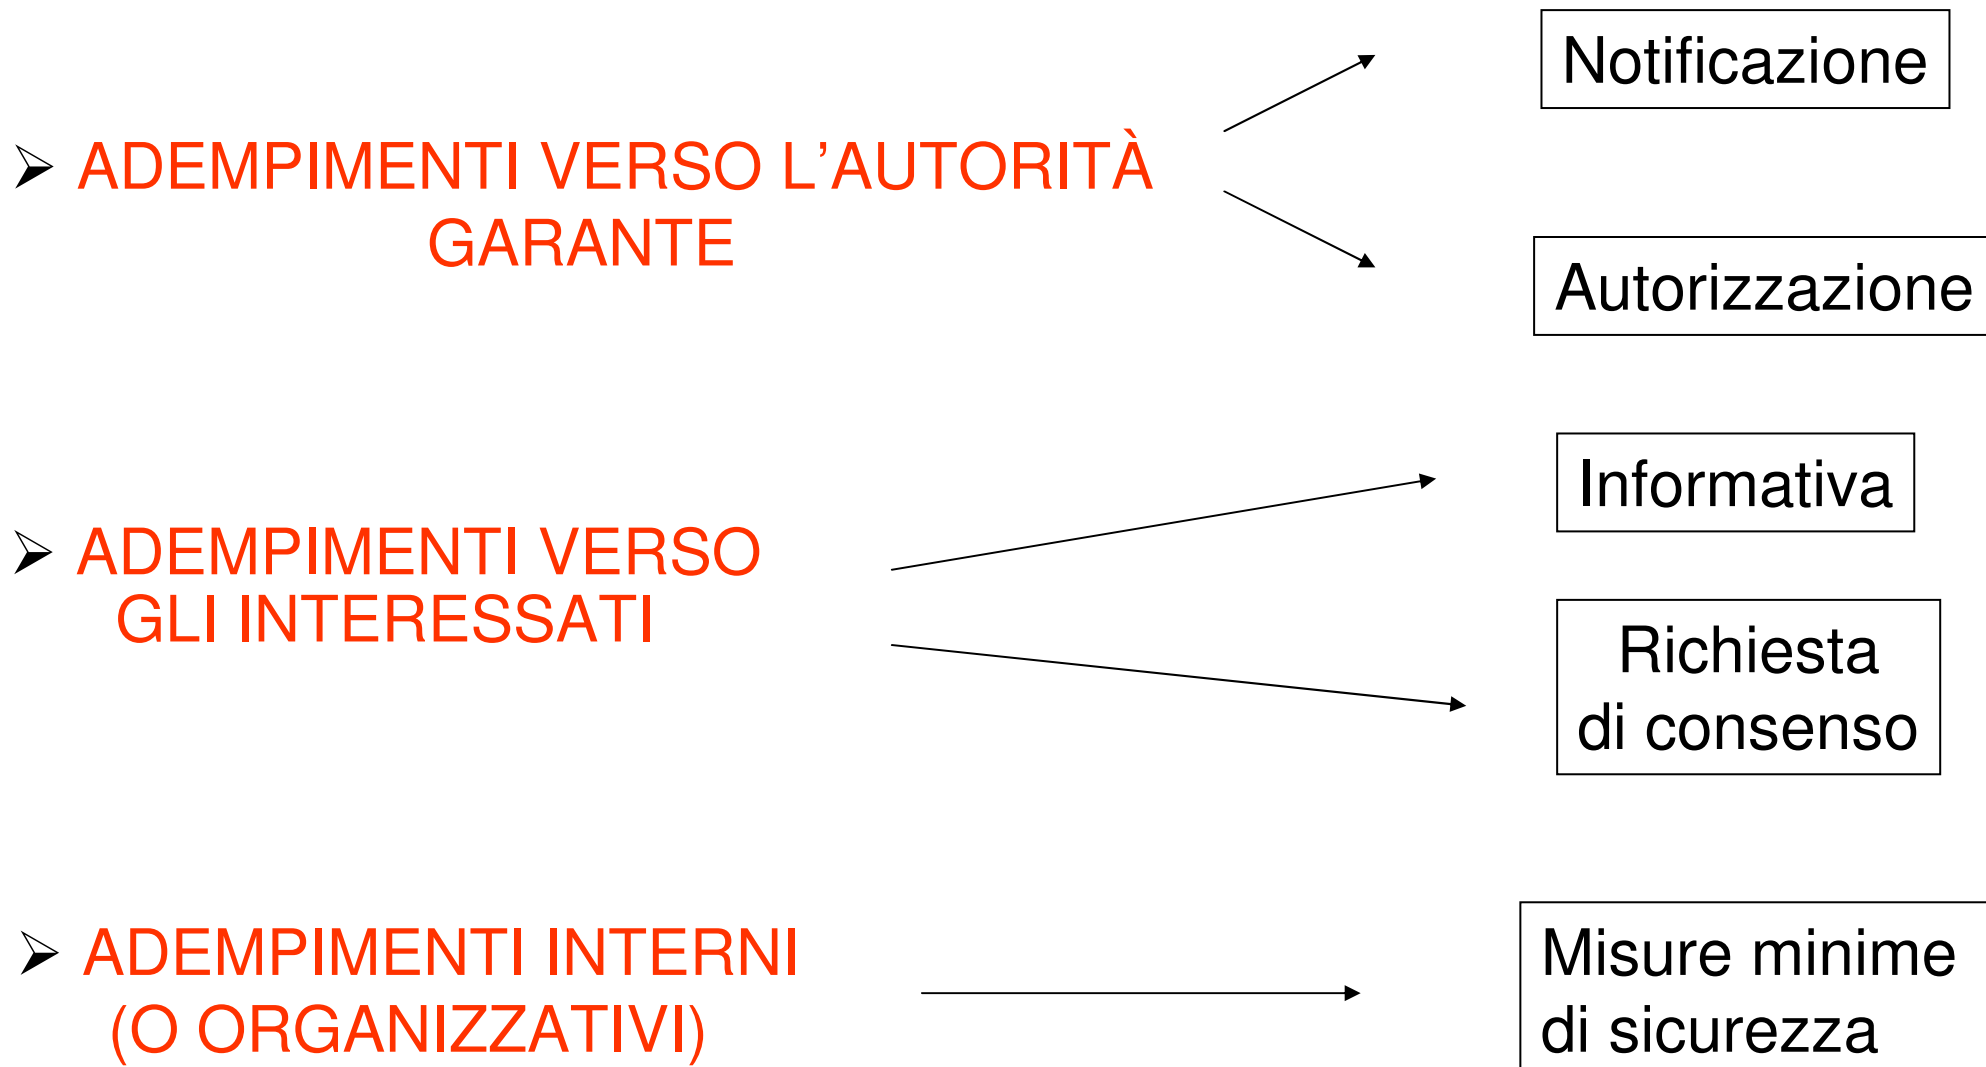 Notificazione
➢ ADEMPIMENTI VERSO L’AUTORITÀ
GARANTE
Autorizzazione
Informativa
➢ ADEMPIMENTI VERSO
GLI INTERESSATI
Richiesta
di consenso
➢ ADEMPIMENTI INTERNI
(O ORGANIZZATIVI)
Misure minime
di sicurezza